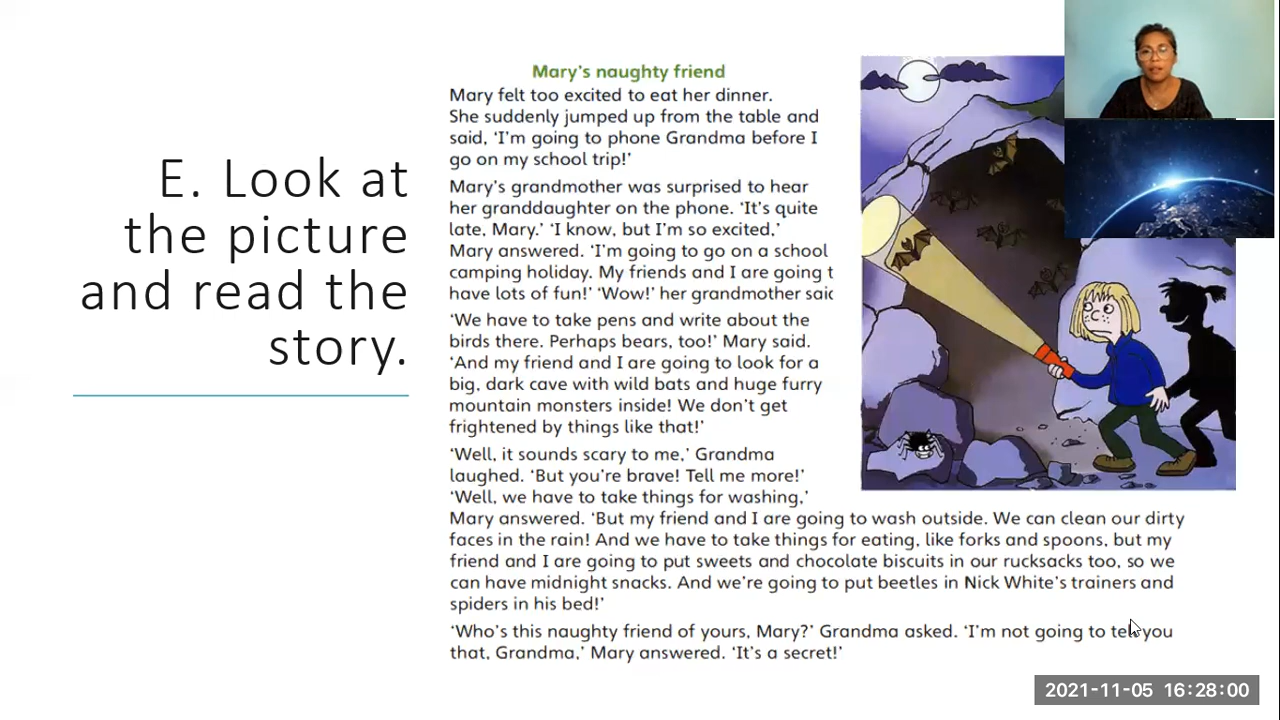 E. Look at
the picture
and read the
story.
Mary's naughty friend
Mary felt too excited to eat her dinner.
She suddenly jumped up from the table and
said, 'I'm going to phone Grandma before I
go on my school trip!'
Mary's grandmother was surprised to hear
her granddaughter on the phone. 'It's quite
late, Mary.' 'I know, but I'm so excited,'
Mary answered. 'I'm going to go on a school
camping holiday. My friends and I are going t
have lots of fun!' 'Wow!' her grandmother saic
'We have to take pens and write about the
birds there. Perhaps bears, too!' Mary said.
'And my friend and I are going to look for a
big, dark cave with wild bats and huge furry
mountain monsters inside! We don't get
frightened by things like that!'
'Well, it sounds scary to me,' Grandma
laughed. 'But you're brave! Tell me more!'
'Well, we have to take things for washing,'
Mary answered. 'But my friend and I are going to wash outside. We can clean our dirty
faces in the rain! And we have to take things for eating, like forks and spoons, but my
friend and I are going to put sweets and chocolate biscuits in our rucksacks too, so we
can have midnight snacks. And we're going to put beetles in Nick White's trainers and
spiders in his bed!'
'Who's this naughty friend of yours, Mary?' Grandma asked. 'I'm not going to tell you
that, Grandma,' Mary answered. 'It's a secret!'
2021-11-05 16:28:00